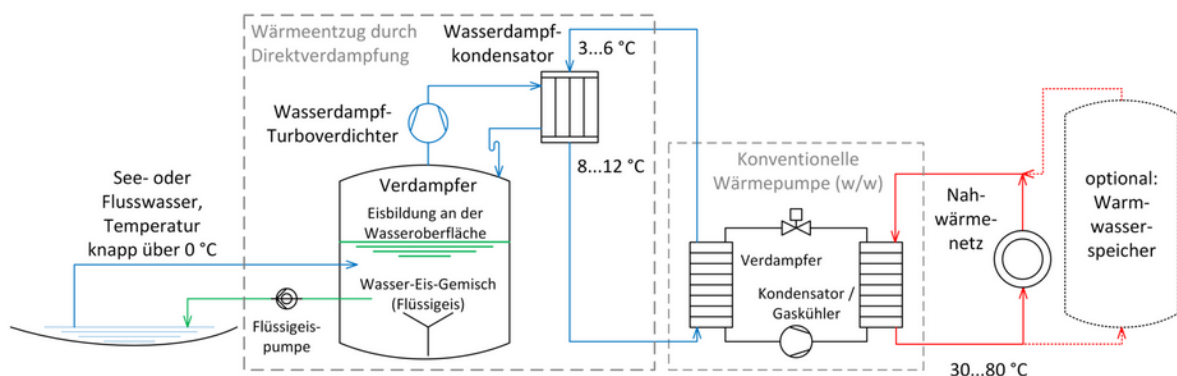 Wärmeentzug durch
Direktverdampfung
Wasserdampf-
kondensator
3...6 °C
Wasserdampf-
Turboverdichter
8...12 °C
See- oder
Flusswasser,
Temperatur
knapp über 0 °C
Verdampfer
Eisbildung an der
Wasseroberfläche
Wasser-Eis-Gemisch
(Flüssigeis)
Flüssigeis-
pumpe
Konventionelle
Wärmepumpe (w/w)
Verdampfer
Kondensator /
Gaskühler
Nah-
wärme-
netz
optional:
Warm-
wasser-
speicher
30...80 °C